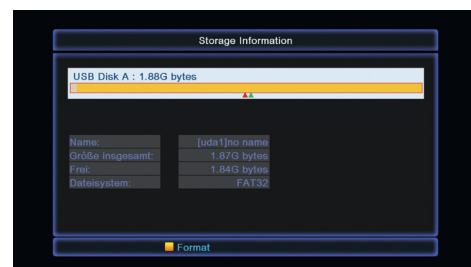 Storage Information
USB Disk A : 1.88G bytes
Name: [uda1]no name
Größe insgesamt: 1.87G bytes
Frei: 1.84G bytes
Dateisystem: FAT32
Format